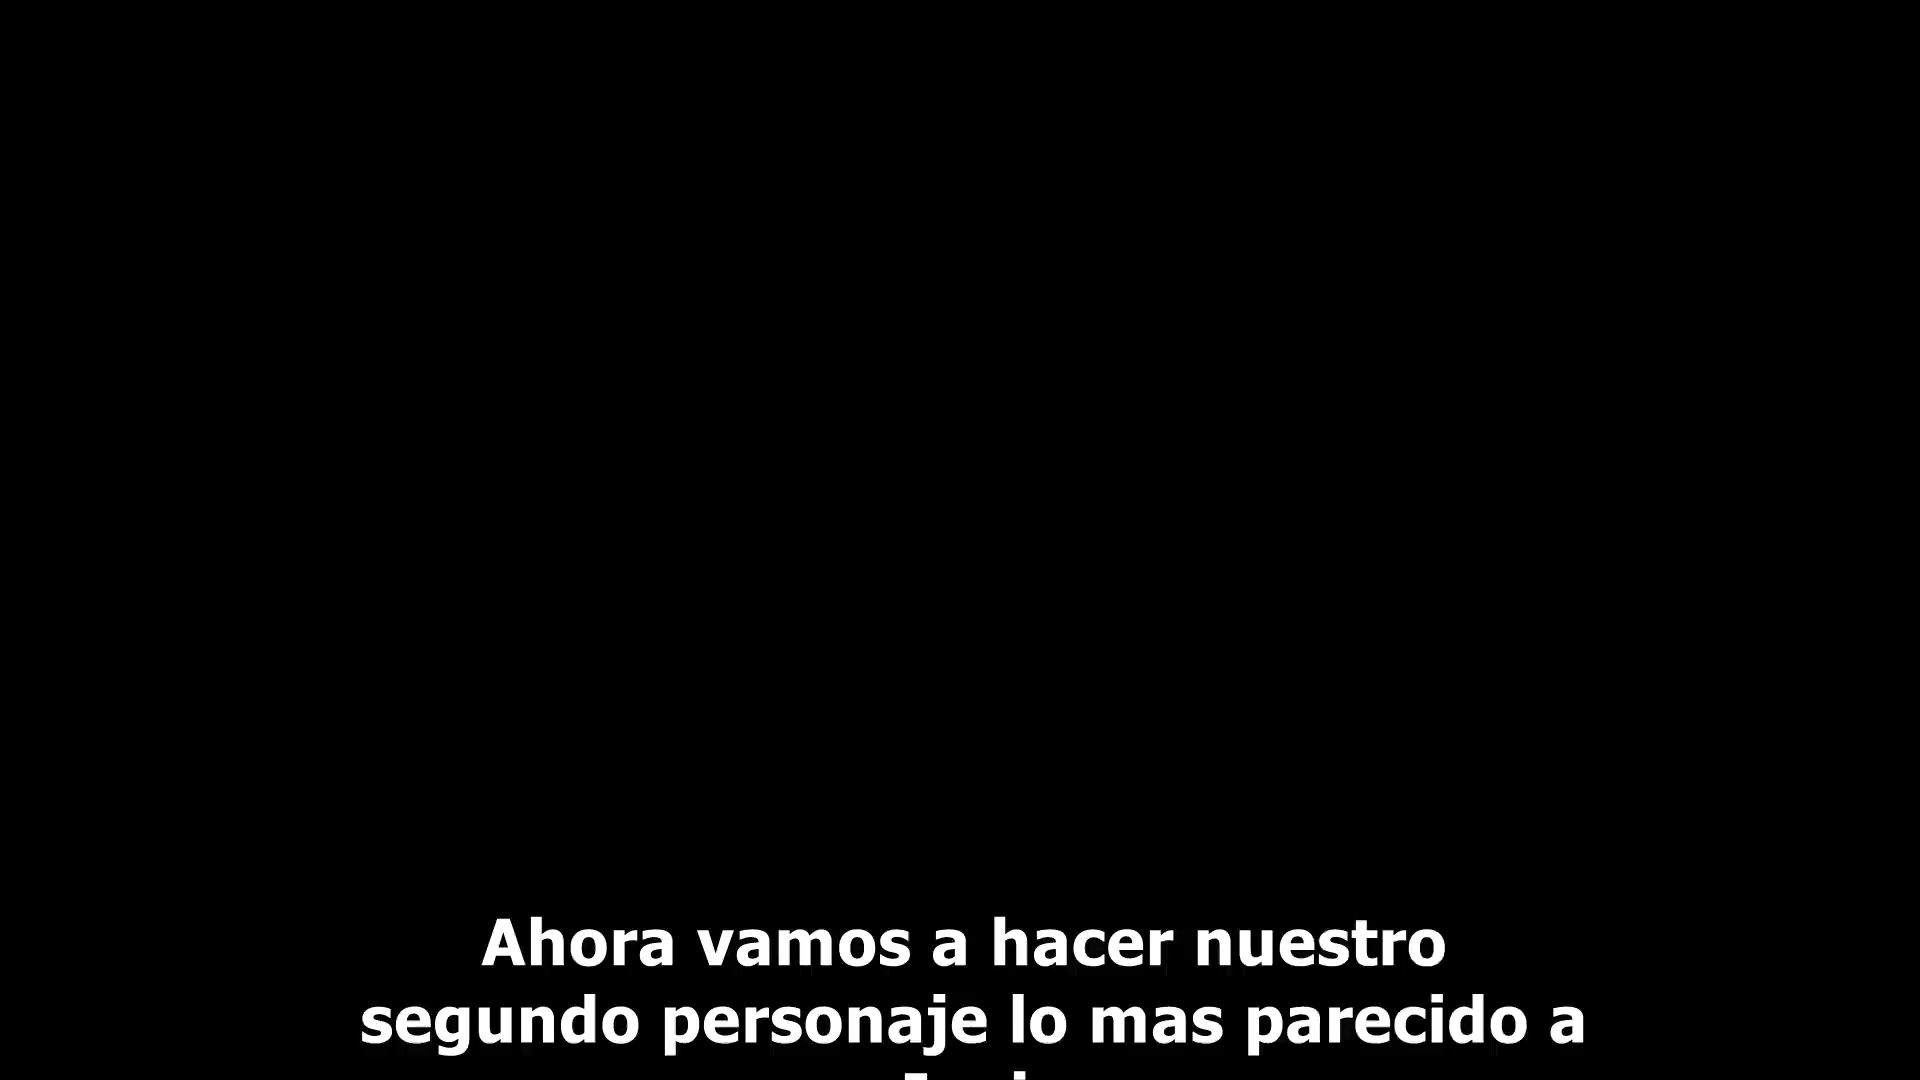 Ahora vamos a hacer nuestro
segundo personaje lo mas parecido a